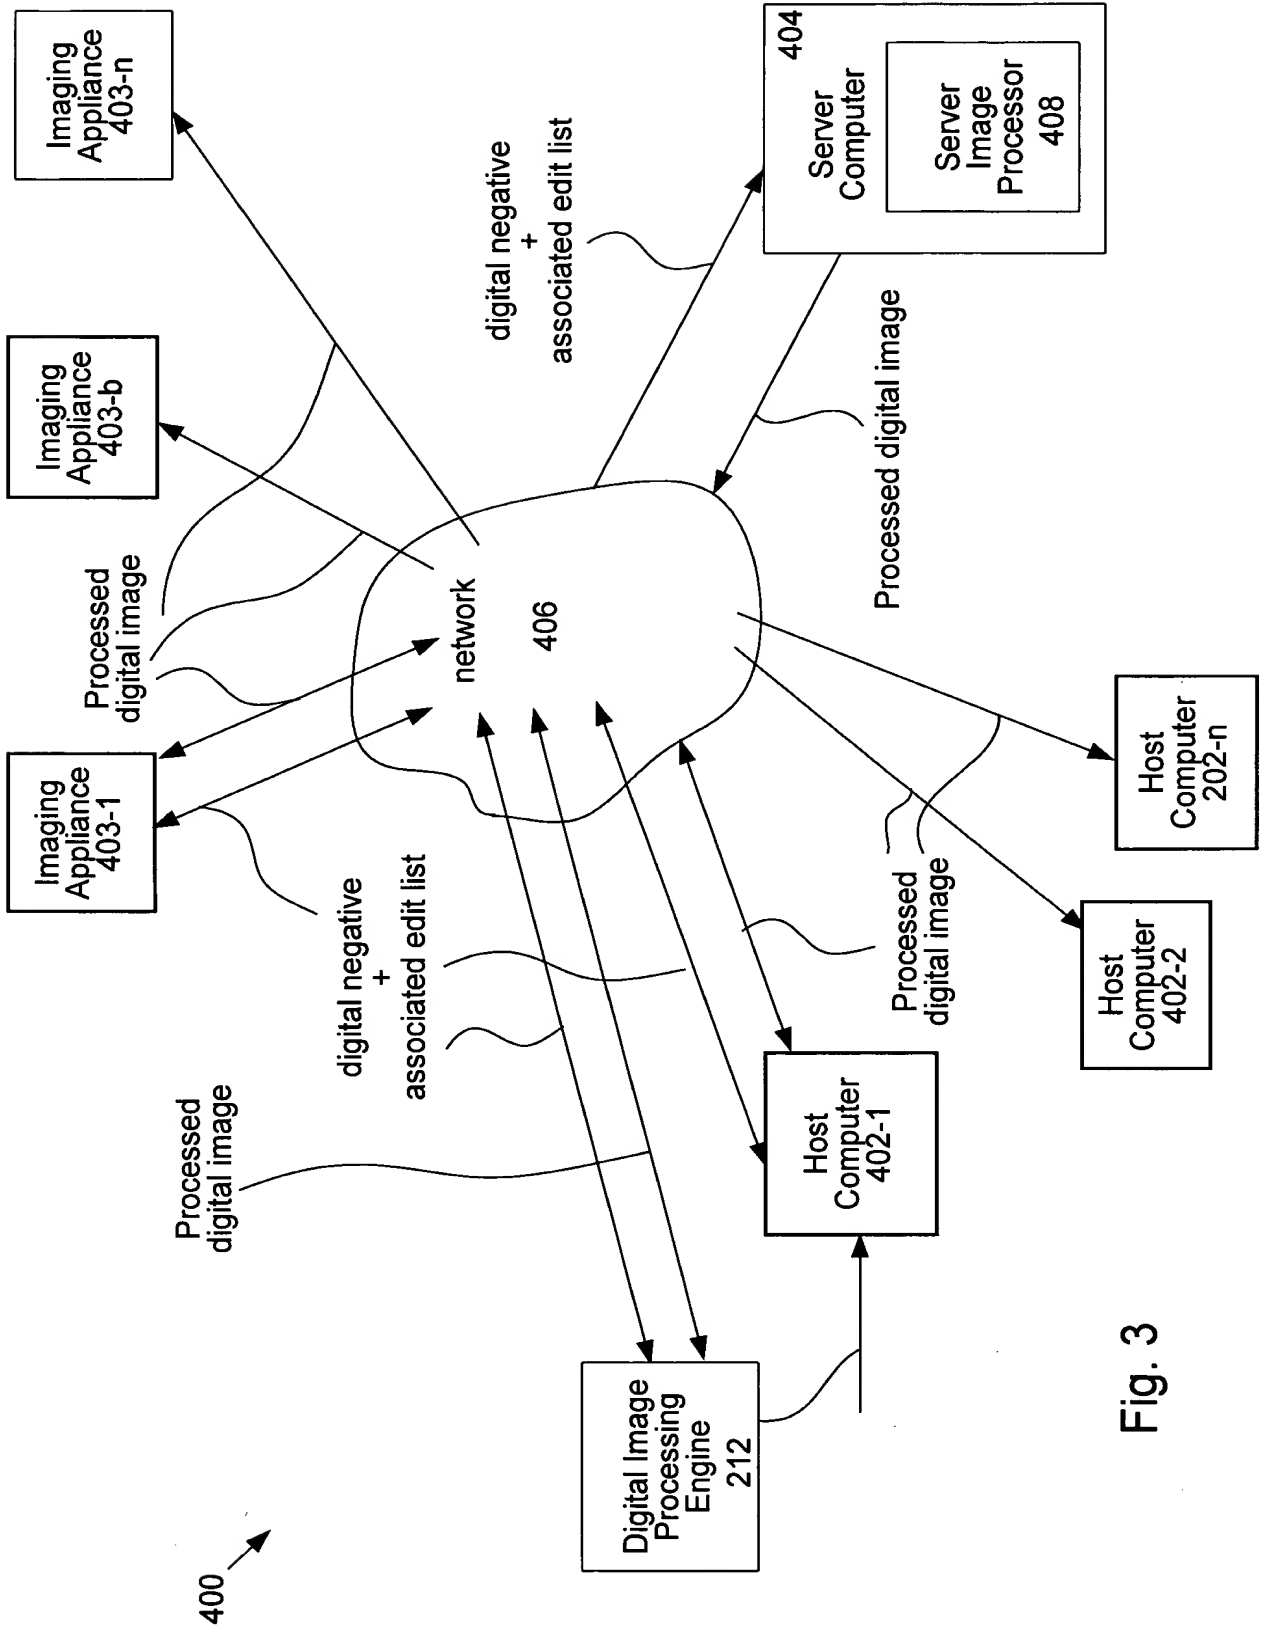 400
Digital Image
Processing
Engine
212
Processed
digital image
digital negative
+
associated edit list
Imaging
Appliance
403-1
Processed
digital image
Imaging
Appliance
403-b
Imaging
Appliance
403-n
network
406
digital negative
+
associated edit list
404
Server
Computer
Server
Image
Processor
408
Processed digital image
Host
Computer
402-1
Processed
digital image
Host
Computer
402-2
Host
Computer
202-n
Fig. 3